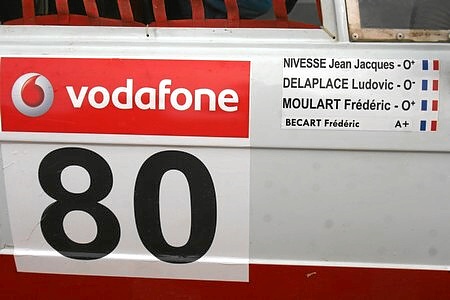 vodafone
80
NIVESSE Jean Jacques - O+
DELAPLACE Ludovic - O-
MOULART Frédéric - O+
BECART Frédéric A+